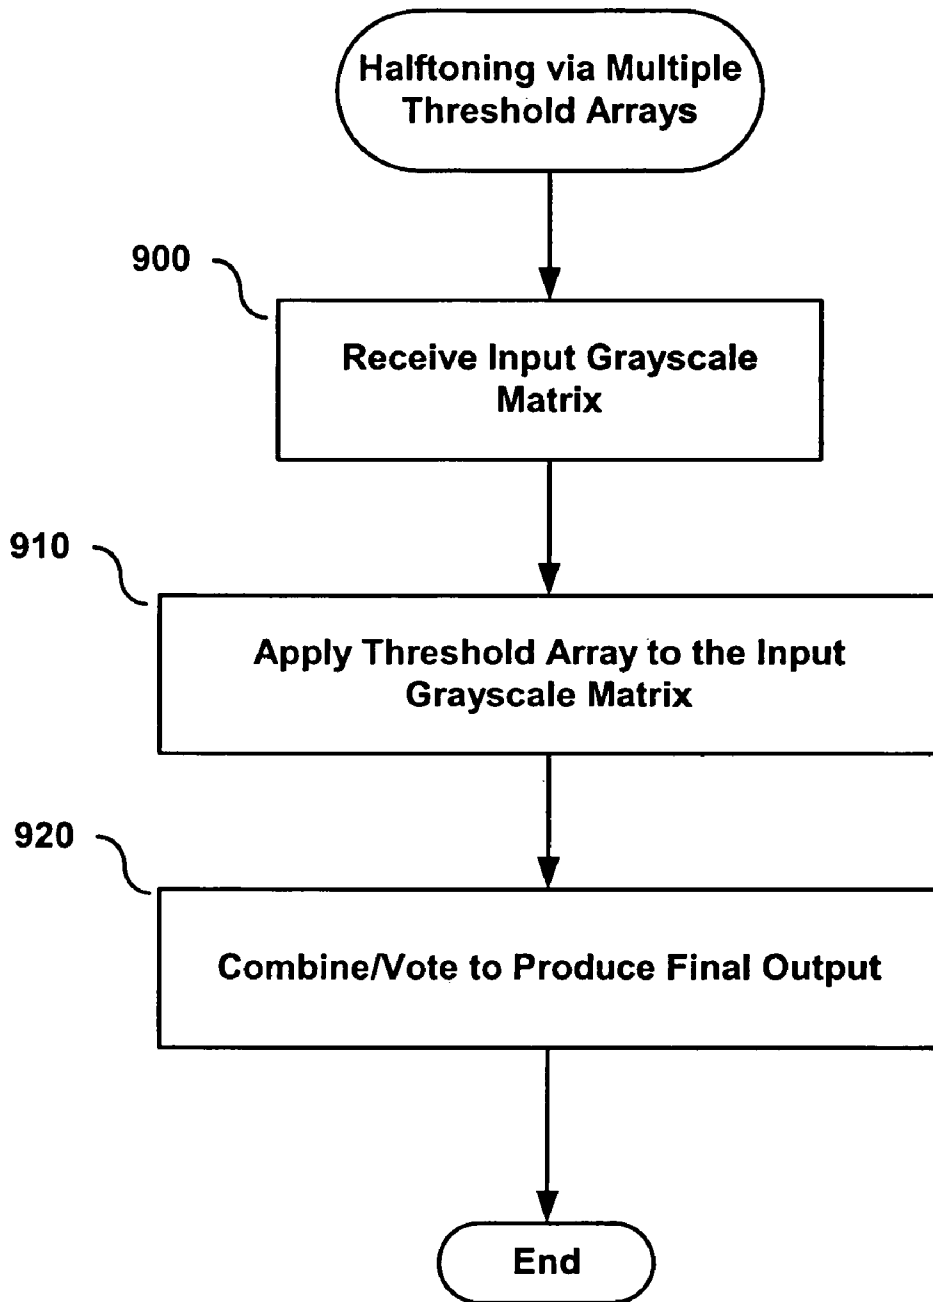 Halftoning via Multiple
Threshold Arrays
900
Receive Input Grayscale
Matrix
910
Apply Threshold Array to the Input
Grayscale Matrix
920
Combine/Vote to Produce Final Output
End